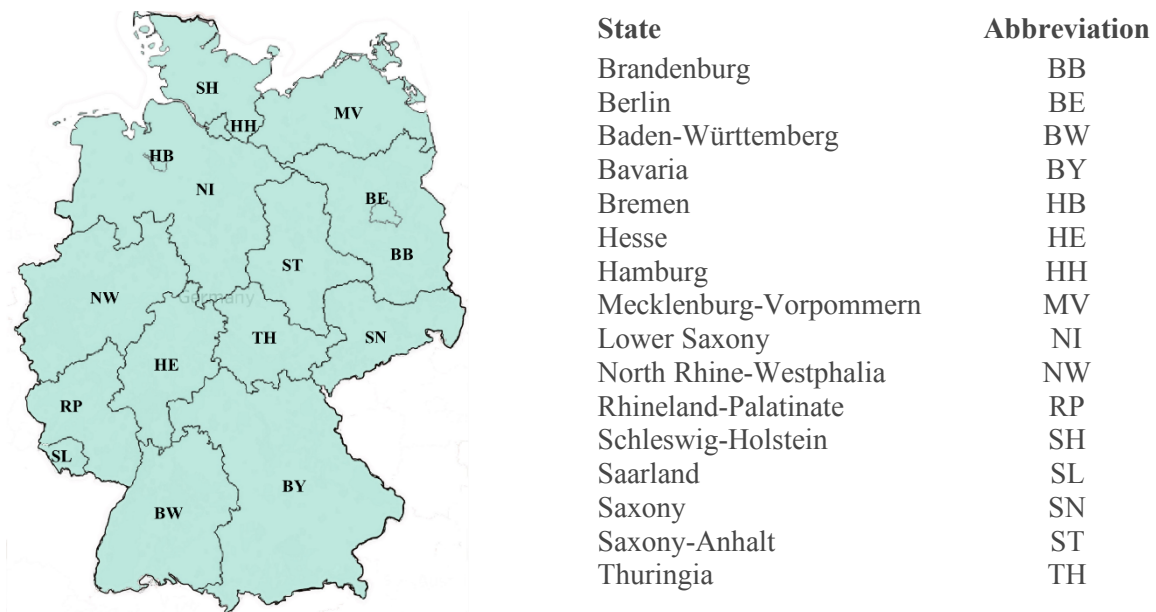 SH
HH
MV
HB
NI
BE
BB
ST
NW
Germany
TH
SN
HE
RP
SL
BY
BW
State Abbreviation
Brandenburg BB
Berlin BE
Baden-Württemberg BW
Bavaria BY
Bremen HB
Hesse HE
Hamburg HH
Mecklenburg-Vorpommern MV
Lower Saxony NI
North Rhine-Westphalia NW
Rhineland-Palatinate RP
Schleswig-Holstein SH
Saarland SL
Saxony SN
Saxony-Anhalt ST
Thuringia TH